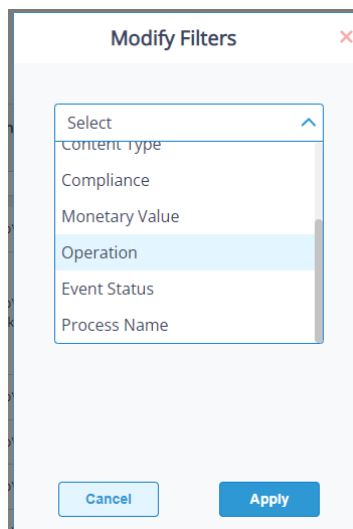 Modify Filters
Select
Content Type
Compliance
Monetary Value
Operation
Event Status
Process Name
Cancel
Apply